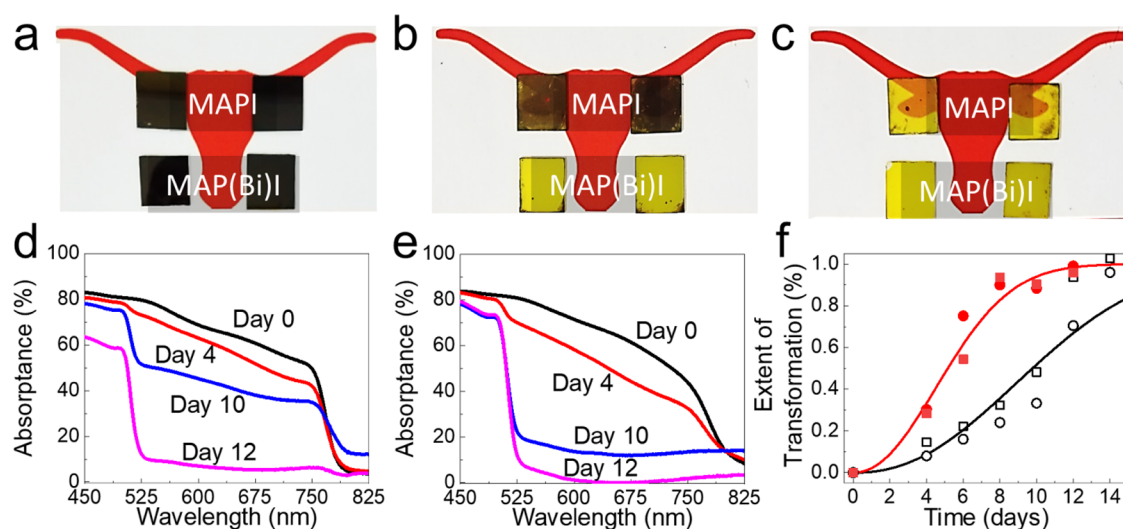 a
b
c
MAPI
MAP(Bi)I
MAPI
MAP(Bi)I
MAPI
MAP(Bi)I
d
100
80
60
40
20
0
Absorptance (%)
Day 0
Day 4
Day 10
Day 12
450 525 600 675 750 825
Wavelength (nm)
e
100
80
60
40
20
0
Absorptance (%)
Day 0
Day 4
Day 10
Day 12
450 525 600 675 750 825
Wavelength (nm)
f
1.0
0.8
0.6
0.4
0.2
0.0
Extent of
Transformation (%)
0 2 4 6 8 10 12 14
Time (days)